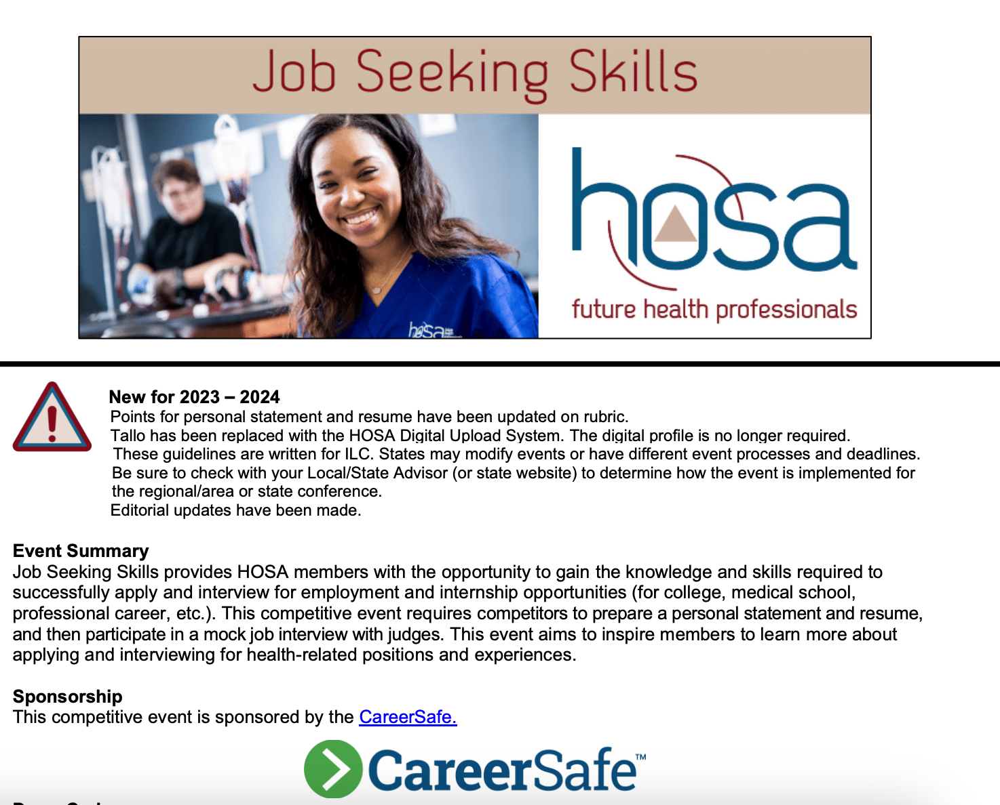 Job Seeking Skills
hosa
hosa
future health professionals
New for 2023 – 2024
Points for personal statement and resume have been updated on rubric.
Tallo has been replaced with the HOSA Digital Upload System. The digital profile is no longer required.
These guidelines are written for ILC. States may modify events or have different event processes and deadlines.
Be sure to check with your Local/State Advisor (or state website) to determine how the event is implemented for
the regional/area or state conference.
Editorial updates have been made.
Event Summary
Job Seeking Skills provides HOSA members with the opportunity to gain the knowledge and skills required to
successfully apply and interview for employment and internship opportunities (for college, medical school,
professional career, etc.). This competitive event requires competitors to prepare a personal statement and resume,
and then participate in a mock job interview with judges. This event aims to inspire members to learn more about
applying and interviewing for health-related positions and experiences.
Sponsorship
This competitive event is sponsored by the CareerSafe.
CareerSafe™